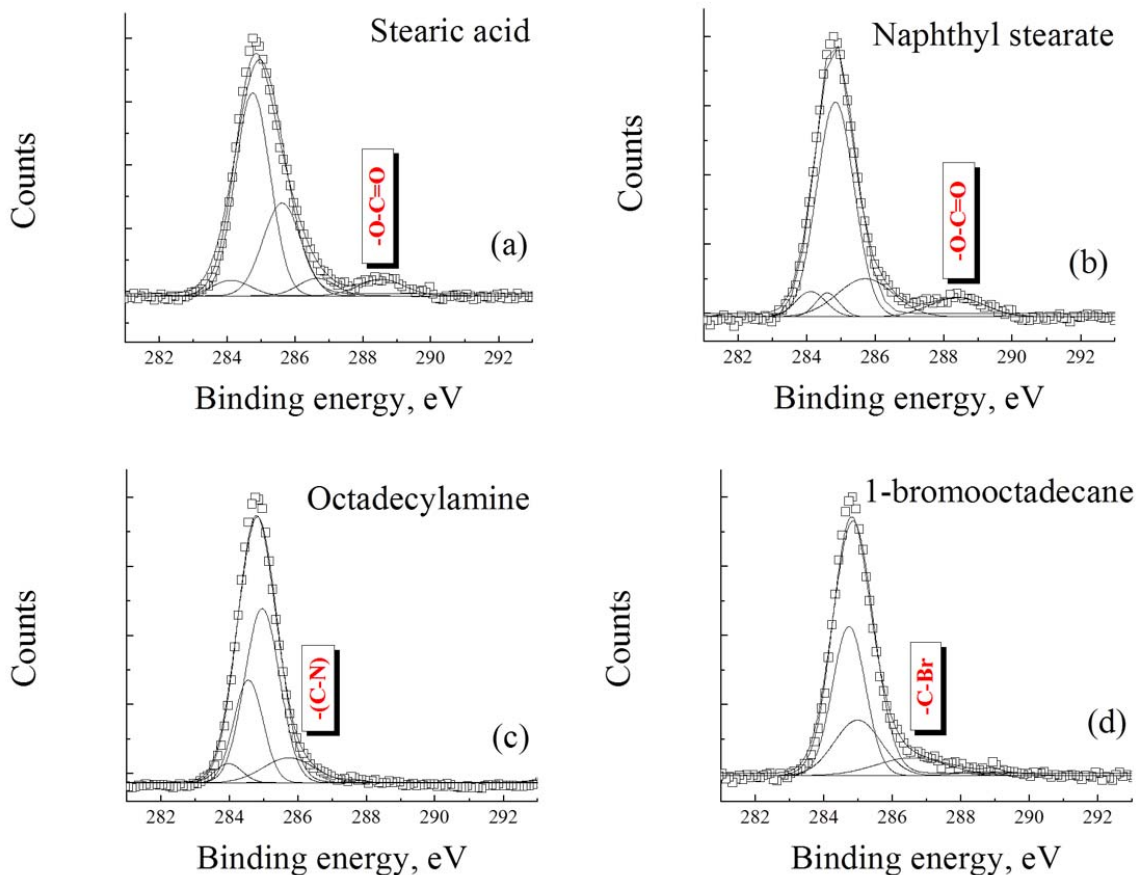 Stearic acid
Counts
-O-C=O
(a)
282 284 286 288 290 292
Binding energy, eV
Naphthyl stearate
Counts
-O-C=O
(b)
282 284 286 288 290 292
Binding energy, eV
Octadecylamine
Counts
-(C-N)
(c)
282 284 286 288 290 292
Binding energy, eV
1-bromooctadecane
Counts
-C-Br
(d)
282 284 286 288 290 292
Binding energy, eV